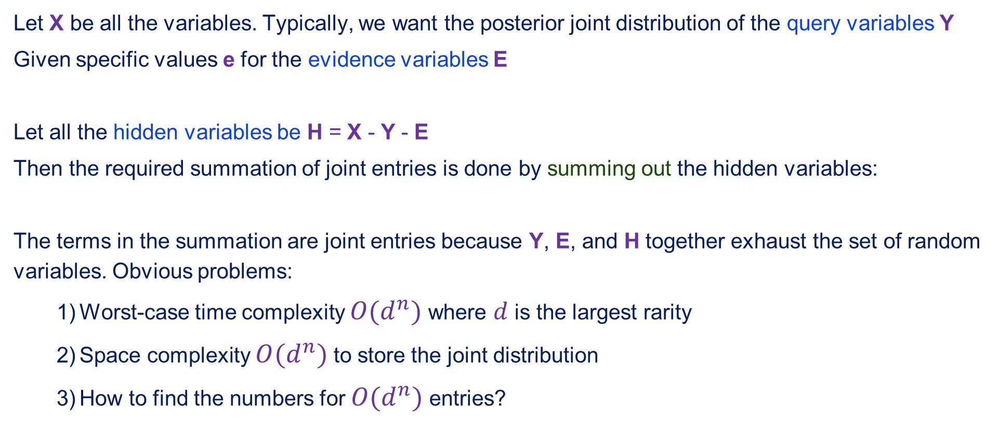 Let X be all the variables. Typically, we want the posterior joint distribution of the query variables Y
Given specific values e for the evidence variables E
Let all the hidden variables be H = X - Y - E
Then the required summation of joint entries is done by summing out the hidden variables:
The terms in the summation are joint entries because Y, E, and H together exhaust the set of random
variables. Obvious problems:
1) Worst-case time complexity O(dⁿ) where d is the largest rarity
2) Space complexity O(dⁿ) to store the joint distribution
3) How to find the numbers for O(dⁿ) entries?